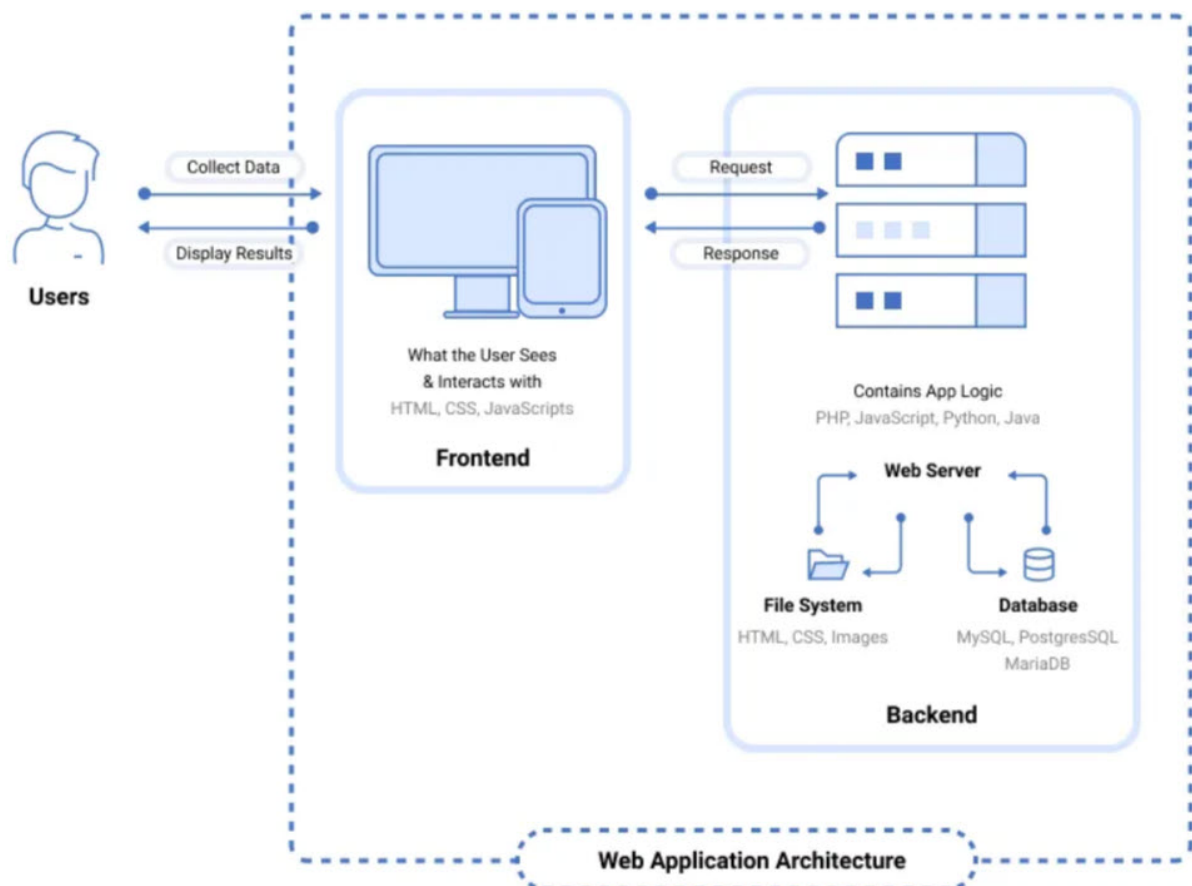 Collect Data
Display Results
Users
What the User Sees
& Interacts with
HTML, CSS, JavaScripts
Frontend
Request
Response
Contains App Logic
PHP, JavaScript, Python, Java
Web Server
File System
HTML, CSS, Images
Database
MySQL, PostgresSQL
MariaDB
Backend
Web Application Architecture